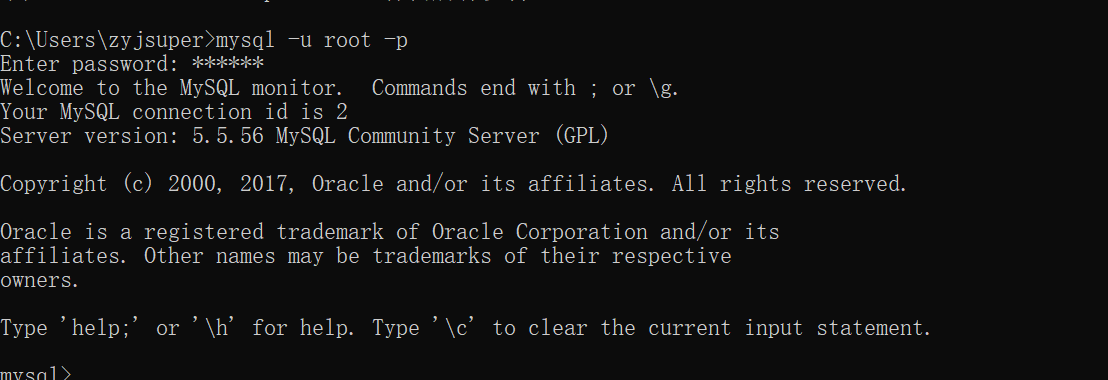 C:\Users\zyjsuper>mysql -u root -p
Enter password: ******
Welcome to the MySQL monitor.  Commands end with ; or \g.
Your MySQL connection id is 2
Server version: 5.5.56 MySQL Community Server (GPL)
Copyright (c) 2000, 2017, Oracle and/or its affiliates. All rights reserved.
Oracle is a registered trademark of Oracle Corporation and/or its
affiliates. Other names may be trademarks of their respective
owners.
Type 'help;' or '\h' for help. Type '\c' to clear the current input statement.
mysql>